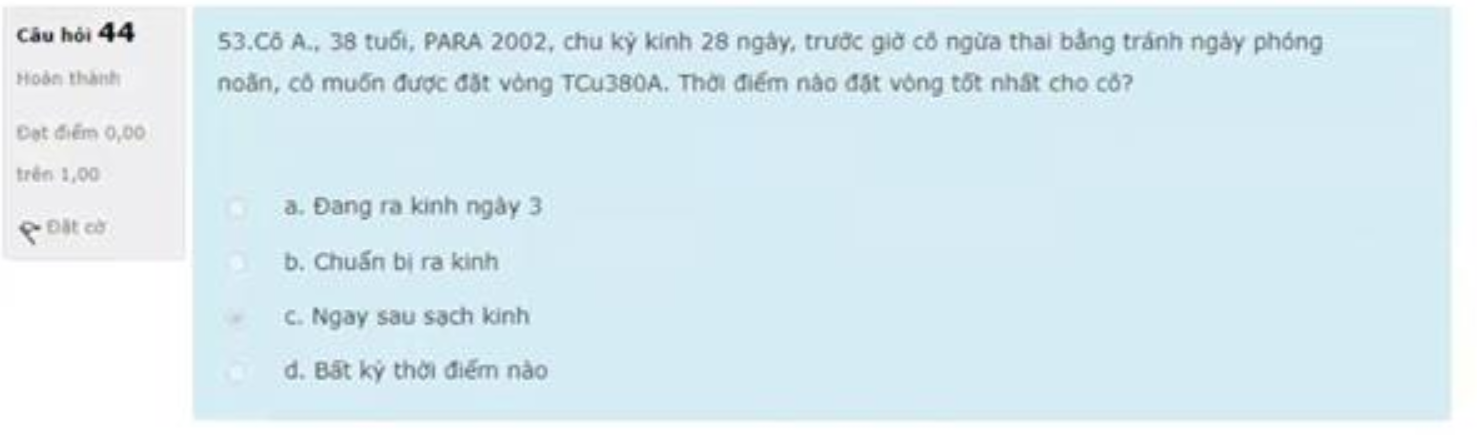 Câu hỏi 44
Hoàn thành
Đạt điểm 0,00
trên 1,00
Đặt cờ
53.Cô A., 38 tuổi, PARA 2002, chu kỳ kinh 28 ngày, trước giờ cô ngừa thai bằng tránh ngày phóng
noãn, cô muốn được đặt vòng TCu380A. Thời điểm nào đặt vòng tốt nhất cho cô?
a. Đang ra kinh ngày 3
b. Chuẩn bị ra kinh
c. Ngay sau sạch kinh
d. Bất kỳ thời điểm nào